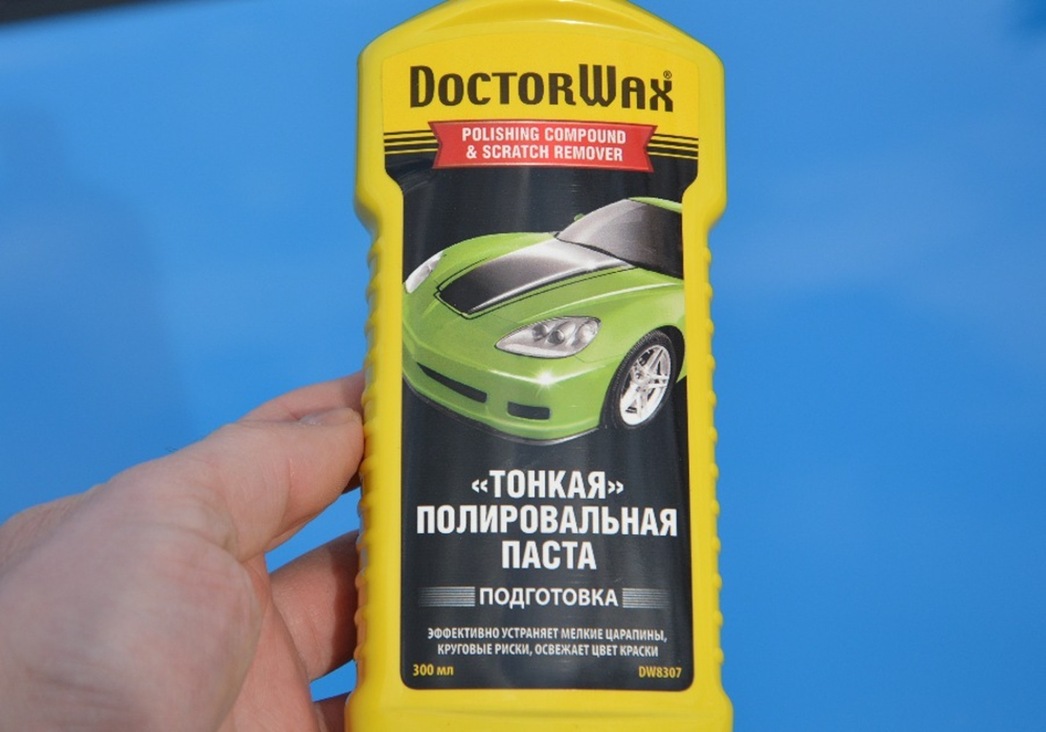 DOCTORWAX®
POLISHING COMPOUND
& SCRATCH REMOVER
«ТОНКАЯ»
ПОЛИРОВАЛЬНАЯ
ПАСТА
ПОДГОТОВКА
ЭФФЕКТИВНО УСТРАНЯЕТ МЕЛКИЕ ЦАРАПИНЫ,
КРУГОВЫЕ РИСКИ, ОСВЕЖАЕТ ЦВЕТ КРАСКИ
300 мл DW8307